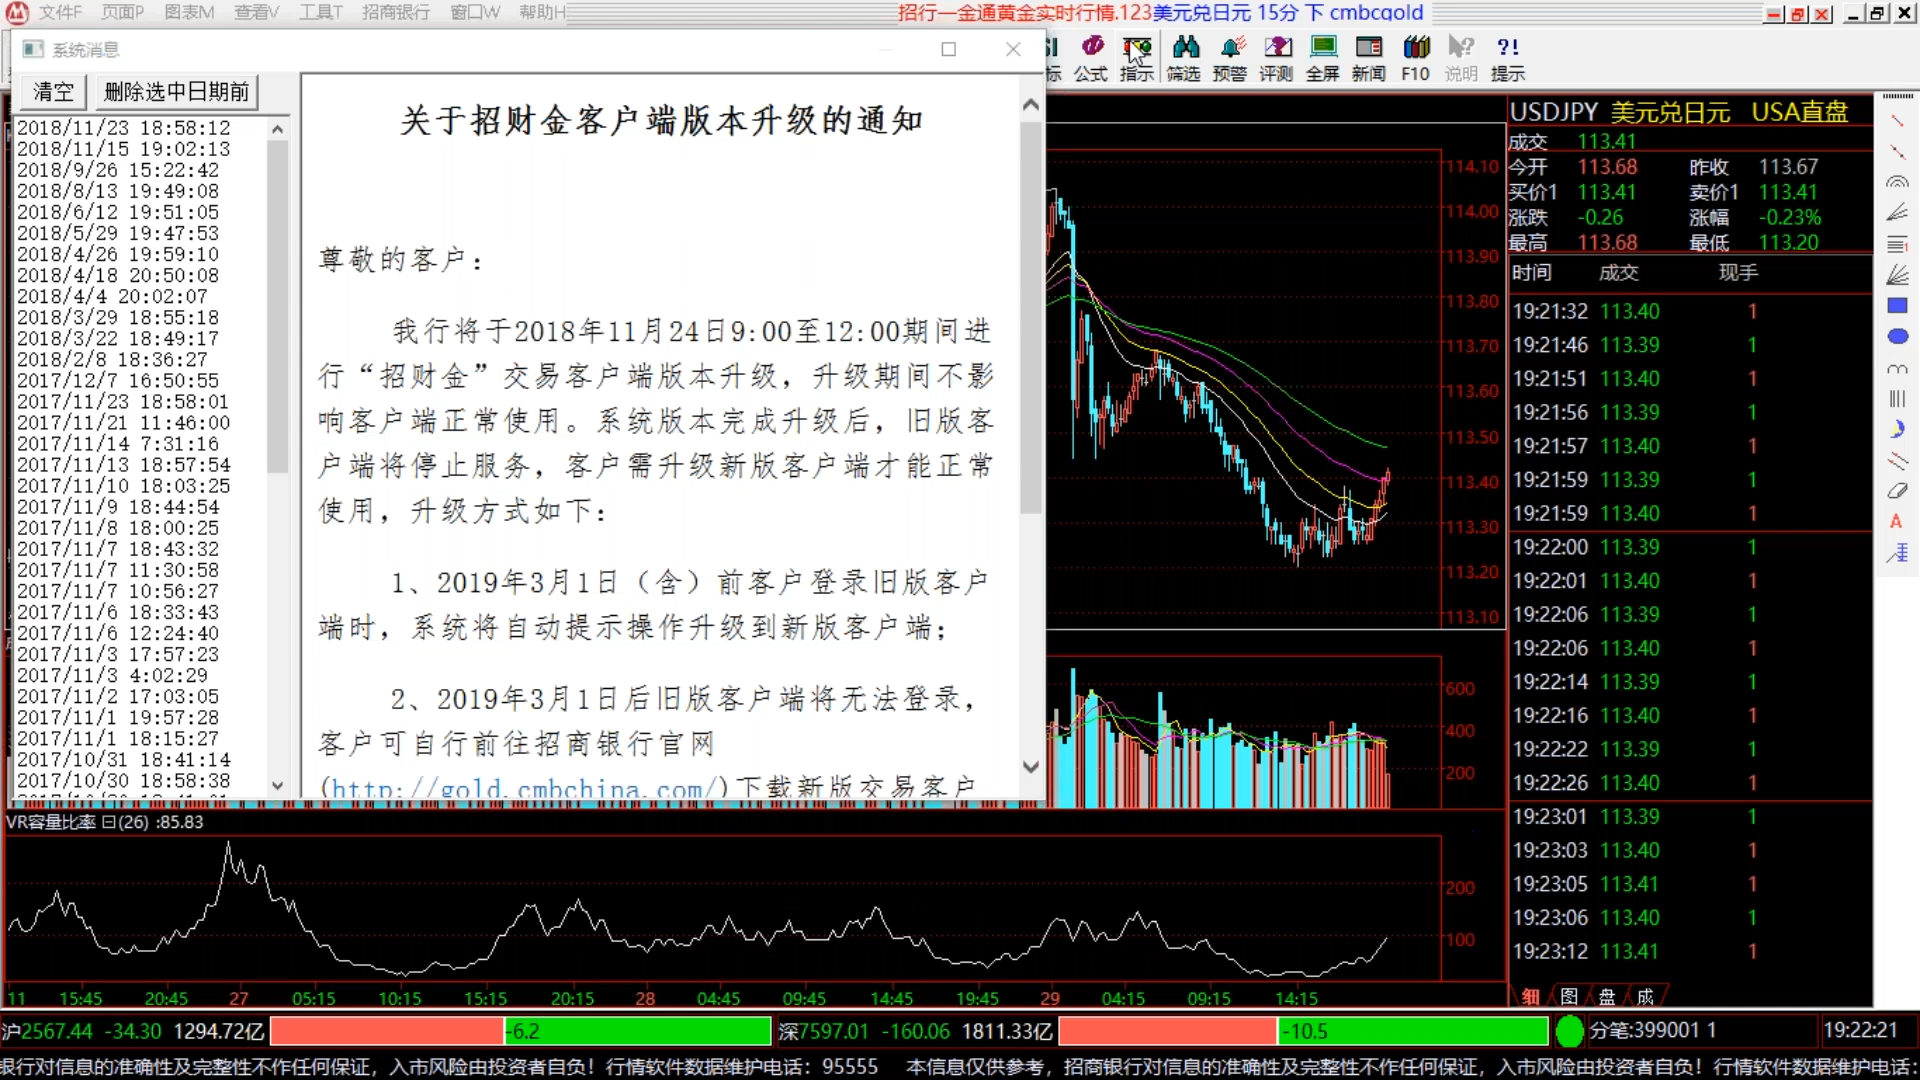 文件F 页面P 图表M 查看V 工具T 招商银行 窗口W 帮助H
招行一金通黄金实时行情.123美元兑日元 15分 下 cmbcgold
系统消息
公式 指示 筛选 预警 评测 全屏 新闻 F10 说明 提示
清空 删除选中日期前
2018/11/23 18:58:12
2018/11/15 19:02:13
2018/9/26 15:22:42
2018/8/13 19:49:08
2018/6/12 19:51:05
2018/5/29 19:47:53
2018/4/26 19:59:10
2018/4/18 20:50:08
2018/4/4 20:02:07
2018/3/29 18:55:18
2018/3/22 18:49:17
2018/2/8 18:36:27
2017/12/7 16:50:55
2017/11/23 18:58:01
2017/11/21 11:46:00
2017/11/14 7:31:16
2017/11/13 18:57:54
2017/11/10 18:03:25
2017/11/9 18:44:54
2017/11/8 18:00:25
2017/11/7 18:43:32
2017/11/7 11:30:58
2017/11/7 10:56:27
2017/11/6 18:33:43
2017/11/6 12:24:40
2017/11/3 17:57:23
2017/11/3 4:02:29
2017/11/2 17:03:05
2017/11/1 19:57:28
2017/11/1 18:15:27
2017/10/31 18:41:14
2017/10/30 18:58:38
关于招财金客户端版本升级的通知
尊敬的客户：
我行将于2018年11月24日9:00至12:00期间进
行“招财金”交易客户端版本升级，升级期间不影
响客户端正常使用。系统版本完成升级后，旧版客
户端将停止服务，客户需升级新版客户端才能正常
使用，升级方式如下：
1、2019年3月1日（含）前客户登录旧版客户
端时，系统将自动提示操作升级到新版客户端；
2、2019年3月1日后旧版客户端将无法登录，
客户可自行前往招商银行官网
(http://gold.cmbchina.com/)下载新版交易客户
114.10
114.00
113.90
113.80
113.70
113.60
113.50
113.40
113.30
113.20
113.10
600
400
200
USDJPY 美元兑日元 USA直盘
成交 113.41
今开 113.68 昨收 113.67
买价1 113.41 卖价1 113.41
涨跌 -0.26 涨幅 -0.23%
最高 113.68 最低 113.20
时间 成交 现手
19:21:32 113.40 1
19:21:46 113.39 1
19:21:51 113.40 1
19:21:56 113.39 1
19:21:57 113.40 1
19:21:59 113.39 1
19:21:59 113.40 1
19:22:00 113.39 1
19:22:01 113.40 1
19:22:06 113.39 1
19:22:06 113.40 1
19:22:14 113.39 1
19:22:16 113.40 1
19:22:22 113.39 1
19:22:26 113.40 1
19:23:01 113.39 1
19:23:03 113.40 1
19:23:05 113.41 1
19:23:06 113.40 1
19:23:12 113.41 1
细 图 盘 成
VR容量比率 日(26) :85.83
200
100
11 15:45 20:45 27 05:15 10:15 15:15 20:15 28 04:45 09:45 14:45 19:45 29 04:15 09:15 14:15
沪2567.44 -34.30 1294.72亿 -6.2 深7597.01 -160.06 1811.33亿 -10.5 分笔:399001 1 19:22:21
银行对信息的准确性及完整性不作任何保证，入市风险由投资者自负！行情软件数据维护电话：95555 本信息仅供参考，招商银行对信息的准确性及完整性不作任何保证，入市风险由投资者自负！行情软件数据维护电话：